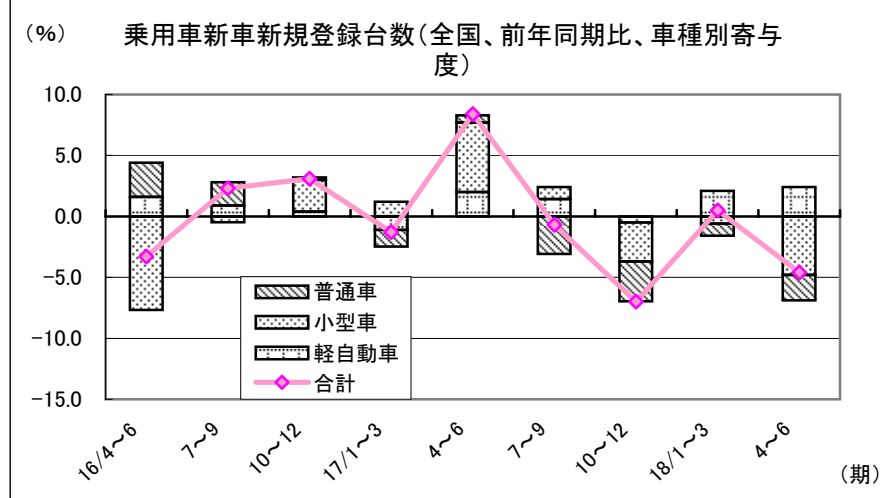 (%)
乗用車新車新規登録台数(全国、前年同期比、車種別寄与
度)
10.0
5.0
0.0
-5.0
-10.0
-15.0
普通車
小型車
軽自動車
合計
16/4～6
7～9
10～12
17/1～3
4～6
7～9
10～12
18/1～3
4～6
(期)